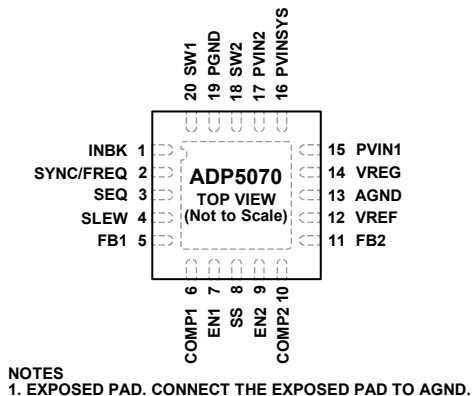 20 SW1
19 PGND
18 SW2
17 PVIN2
16 PVINSYS
INBK 1
SYNC/FREQ 2
SEQ 3
SLEW 4
FB1 5
ADP5070
TOP VIEW
(Not to Scale)
15 PVIN1
14 VREG
13 AGND
12 VREF
11 FB2
COMP1 6
EN1 7
SS 8
EN2 9
COMP2 10
NOTES
1. EXPOSED PAD. CONNECT THE EXPOSED PAD TO AGND.